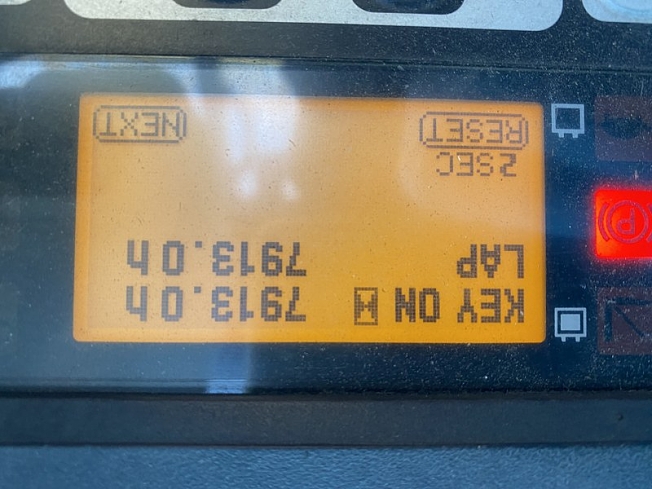 KEY ON H 7913.0h
LAP 7913.0h
2SEC
RESET NEXT
P